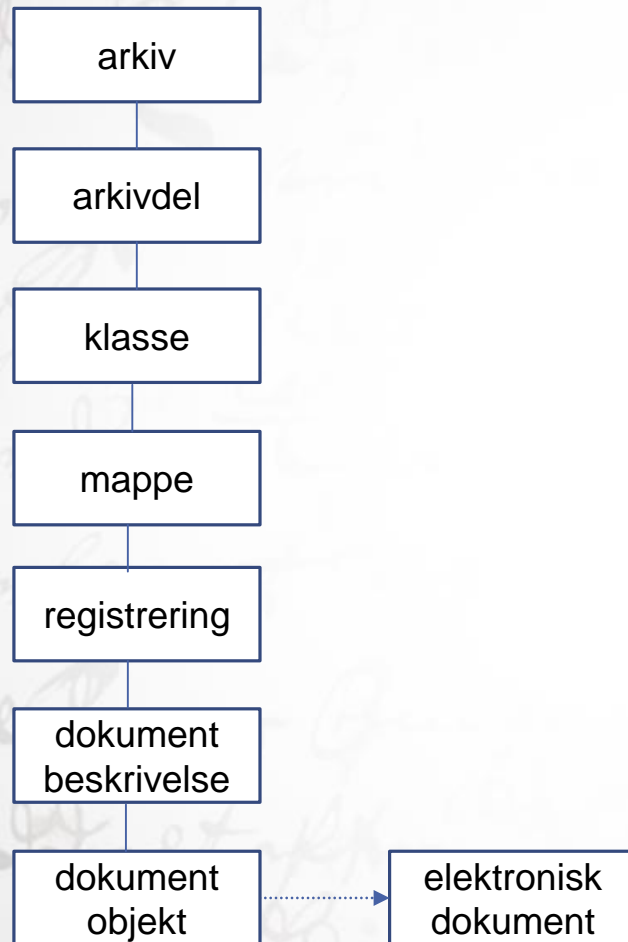 arkiv
arkivdel
klasse
mappe
registrering
dokument
beskrivelse
dokument
objekt
elektronisk
dokument